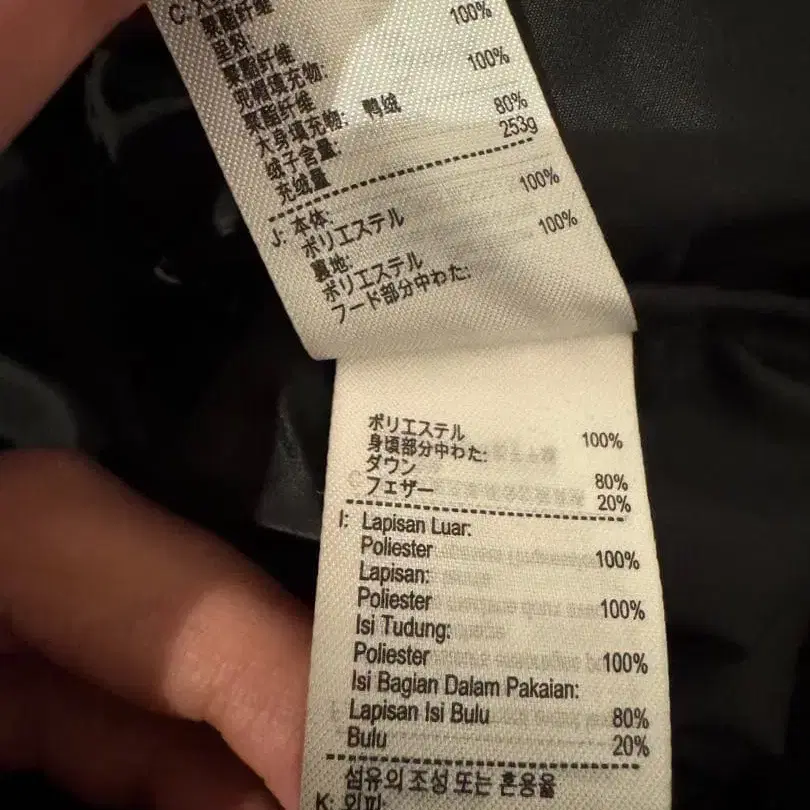 C:
聚酯纤维
里料:
聚酯纤维 100%
兜帽填充物:
聚酯纤维 100%
大身填充物: 鸭绒
绒子含量: 80%
充绒量 253g
J: 本体:
ポリエステル 100%
裏地:
ポリエステル 100%
フード部分中わた:
ポリエステル 100%
身頃部分中わた:
ダウン 80%
フェザー 20%
I: Lapisan Luar:
Poliester 100%
Lapisan:
Poliester 100%
Isi Tudung:
Poliester 100%
Isi Bagian Dalam Pakaian:
Lapisan Isi Bulu 80%
Bulu 20%
섬유의 조성 또는 혼용율
K: 외피: